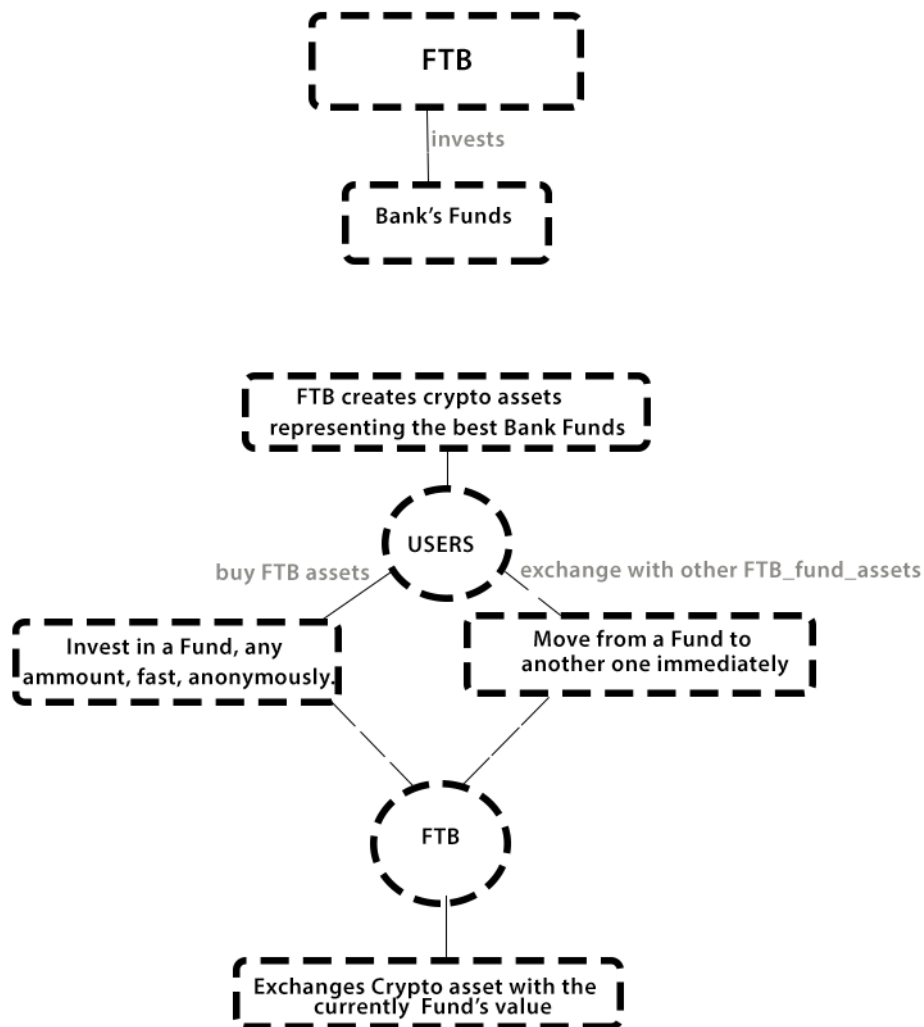 FTB
invests
Bank's Funds
FTB creates crypto assets
representing the best Bank Funds
USERS
buy FTB assets
exchange with other FTB_fund_assets
Invest in a Fund, any
ammount, fast, anonymously.
Move from a Fund to
another one immediately
FTB
Exchanges Crypto asset with the
currently Fund's value